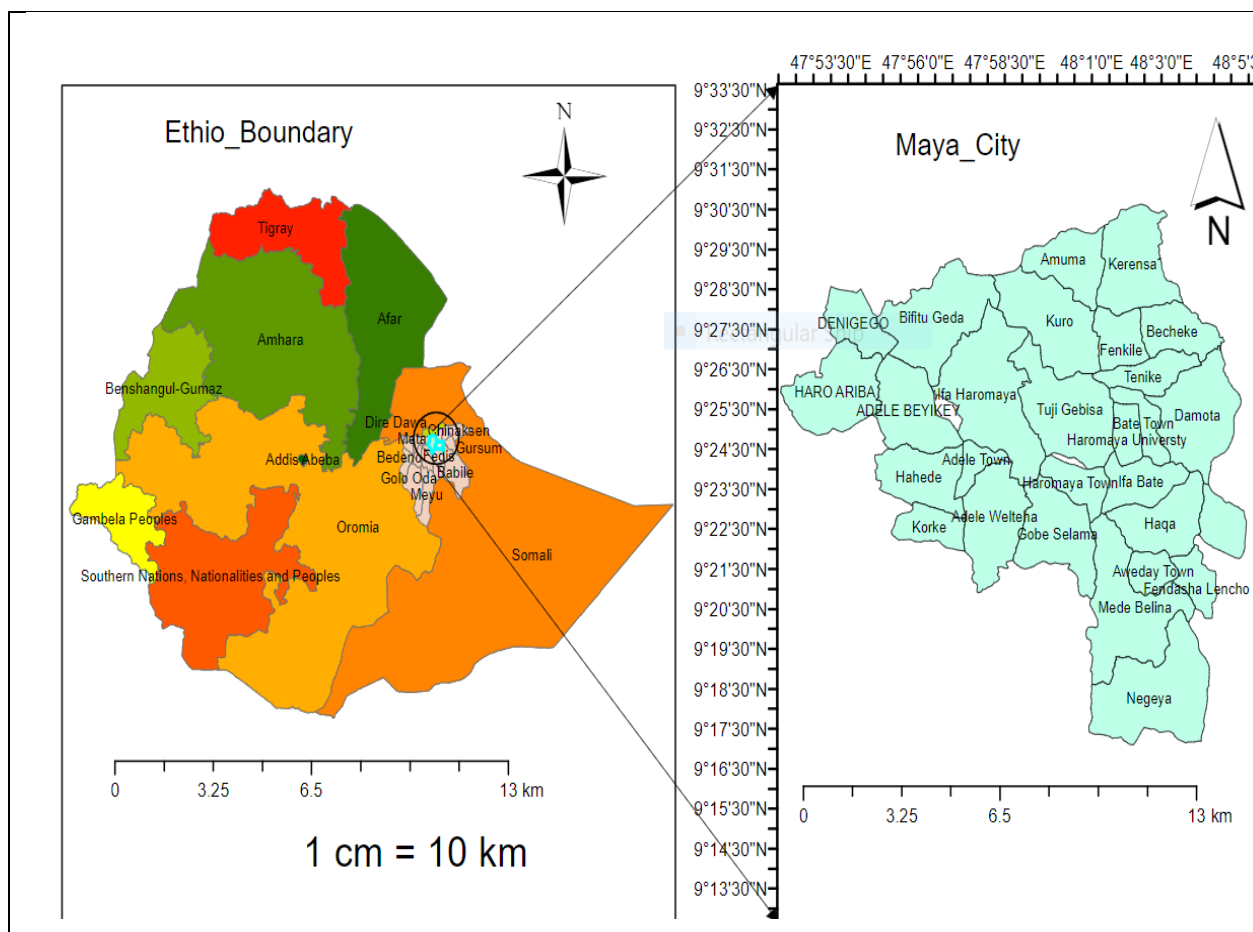 Ethio_Boundary
N
Tigray
Afar
Amhara
Benshangul-Gumaz
Dire Dawa
Chinaksen
Meta
Gursum
Bedeno
Fedis
Addis Abeba
Babile
Golo Oda
Meyu
Gambela Peoples
Oromia
Somali
Southern Nations, Nationalities and Peoples
0 3.25 6.5 13 km
1 cm = 10 km
47°53'30"E 47°56'0"E 47°58'30"E 48°1'0"E 48°3'30"E 48°5'3
9°33'30"N
9°32'30"N
9°31'30"N
9°30'30"N
9°29'30"N
9°28'30"N
9°27'30"N
9°26'30"N
9°25'30"N
9°24'30"N
9°23'30"N
9°22'30"N
9°21'30"N
9°20'30"N
9°19'30"N
9°18'30"N
9°17'30"N
9°16'30"N
9°15'30"N
9°14'30"N
9°13'30"N
Maya_City
N
Amuma
Kerensa
DENIGEGO
Bifitu Geda
Kuro
Becheke
Fenkile
Tenike
HARO ARIBA
Ifa Haromaya
ADELE BEYIKEY
Tuji Gebisa
Damota
Bate Town
Haromaya Universty
Adele Town
Hahede
Haromaya Town
Ifa Bate
Korke
Adele Weltena
Gobe Selama
Haqa
Aweday Town
Fendasha Lencho
Mede Belina
Negeya
0 3.25 6.5 13 km